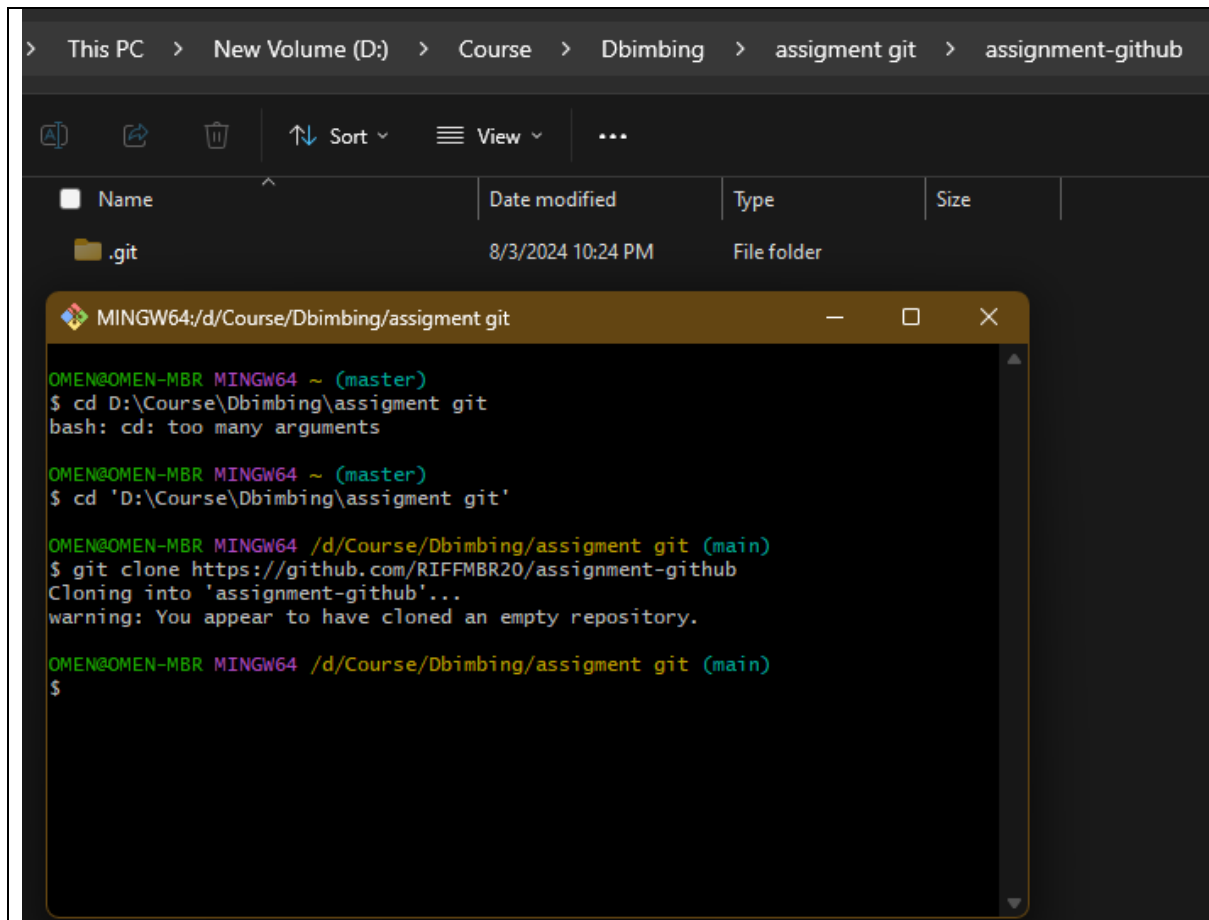 > This PC > New Volume (D:) > Course > Dbimbing > assigment git > assignment-github
Sort View
Name Date modified Type Size
.git 8/3/2024 10:24 PM File folder
MINGW64:/d/Course/Dbimbing/assigment git
OMEN@OMEN-MBR MINGW64 ~ (master)
$ cd D:\Course\Dbimbing\assigment git
bash: cd: too many arguments
OMEN@OMEN-MBR MINGW64 ~ (master)
$ cd 'D:\Course\Dbimbing\assigment git'
OMEN@OMEN-MBR MINGW64 /d/Course/Dbimbing/assigment git (main)
$ git clone https://github.com/RIFFMBR20/assignment-github
Cloning into 'assignment-github'...
warning: You appear to have cloned an empty repository.
OMEN@OMEN-MBR MINGW64 /d/Course/Dbimbing/assigment git (main)
$